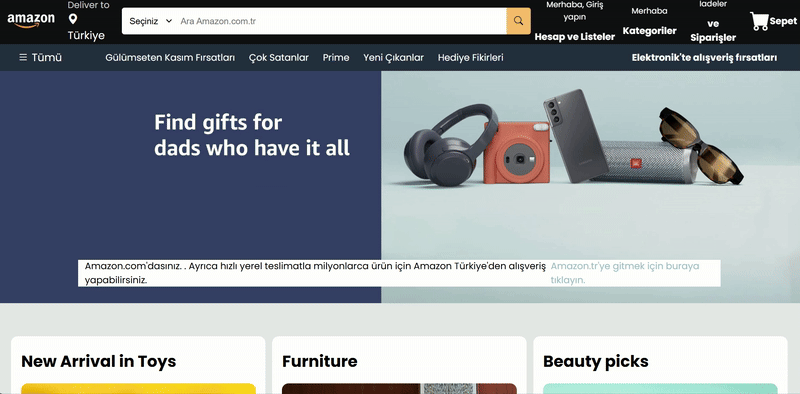 amazon
Deliver to
Türkiye
Seçiniz
Ara Amazon.com.tr
Merhaba, Giriş
yapın
Hesap ve Listeler
Merhaba
Kategoriler
İadeler
ve
Siparişler
Sepet
Tümü
Gülümseten Kasım Fırsatları
Çok Satanlar
Prime
Yeni Çıkanlar
Hediye Fikirleri
Elektronik'te alışveriş fırsatları
Find gifts for
dads who have it all
JBL
Amazon.com'dasınız. . Ayrıca hızlı yerel teslimatla milyonlarca ürün için Amazon Türkiye'den alışveriş
yapabilirsiniz.
Amazon.tr'ye gitmek için buraya
tıklayın.
New Arrival in Toys
Furniture
Beauty picks